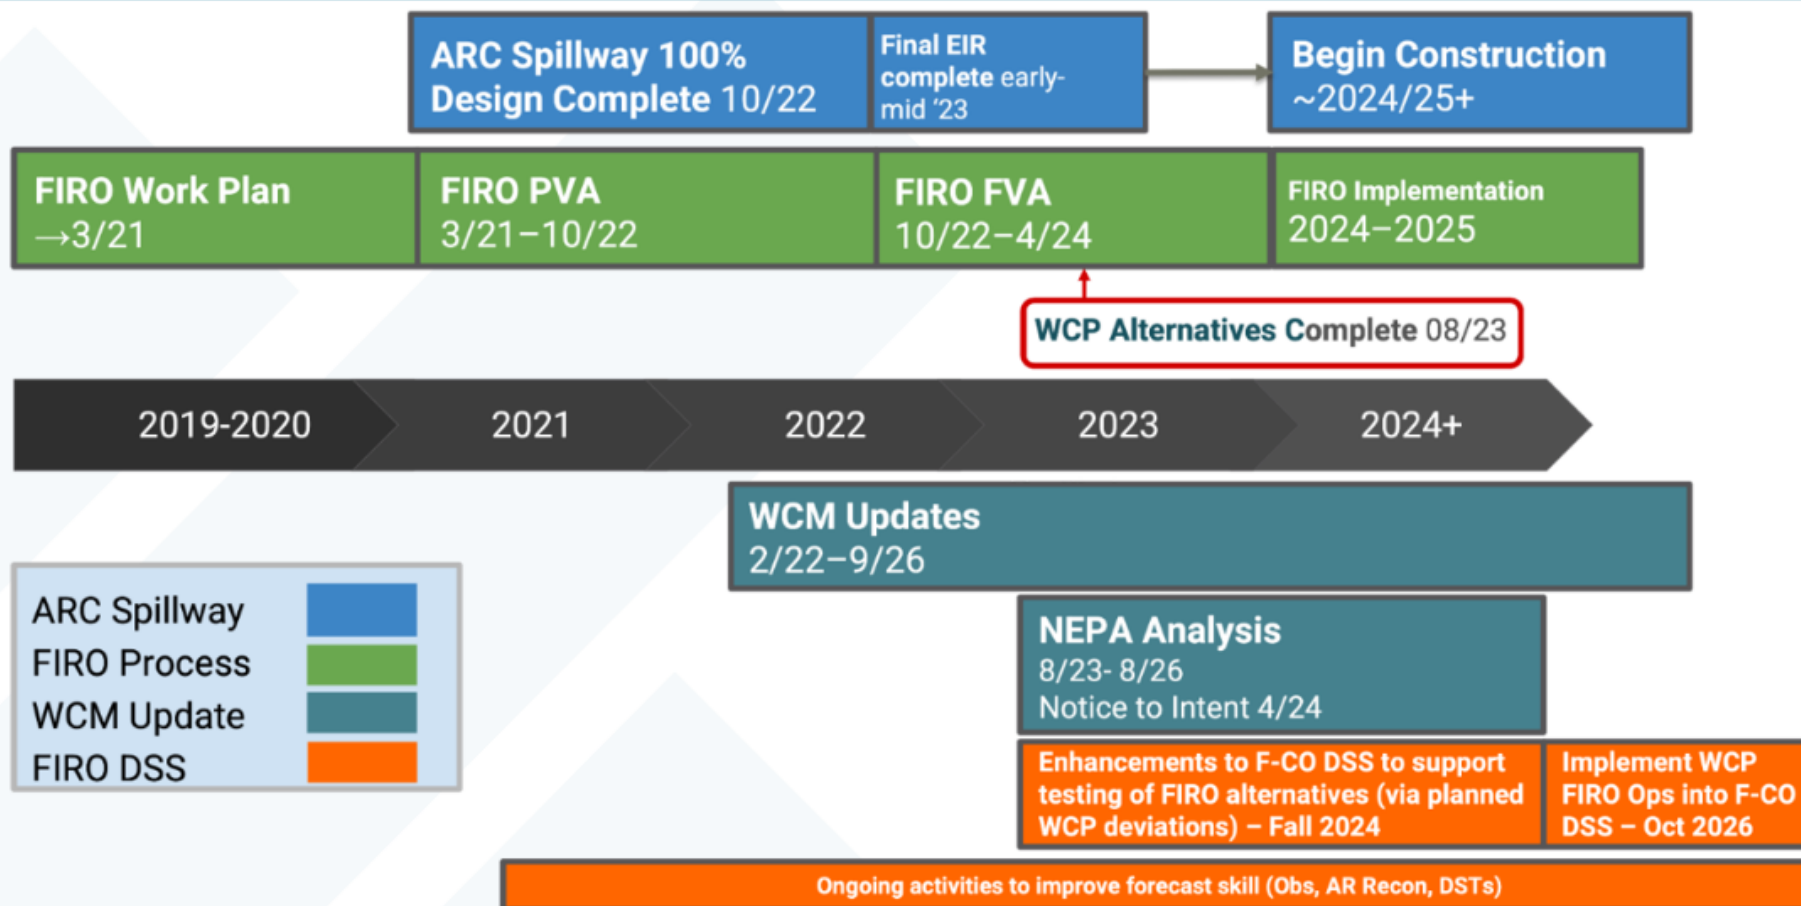 ARC Spillway 100%
Design Complete 10/22
Final EIR
complete early-
mid '23
Begin Construction
~2024/25+
FIRO Work Plan
→3/21
FIRO PVA
3/21–10/22
FIRO FVA
10/22–4/24
FIRO Implementation
2024–2025
WCP Alternatives Complete 08/23
2019-2020
2021
2022
2023
2024+
WCM Updates
2/22–9/26
NEPA Analysis
8/23- 8/26
Notice to Intent 4/24
ARC Spillway
FIRO Process
WCM Update
FIRO DSS
Enhancements to F-CO DSS to support
testing of FIRO alternatives (via planned
WCP deviations) – Fall 2024
Implement WCP
FIRO Ops into F-CO
DSS – Oct 2026
Ongoing activities to improve forecast skill (Obs, AR Recon, DSTs)